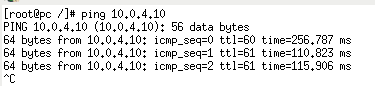 [root@pc /]# ping 10.0.4.10
PING 10.0.4.10 (10.0.4.10): 56 data bytes
64 bytes from 10.0.4.10: icmp_seq=0 ttl=60 time=256.787 ms
64 bytes from 10.0.4.10: icmp_seq=1 ttl=61 time=110.823 ms
64 bytes from 10.0.4.10: icmp_seq=2 ttl=61 time=115.906 ms
^C